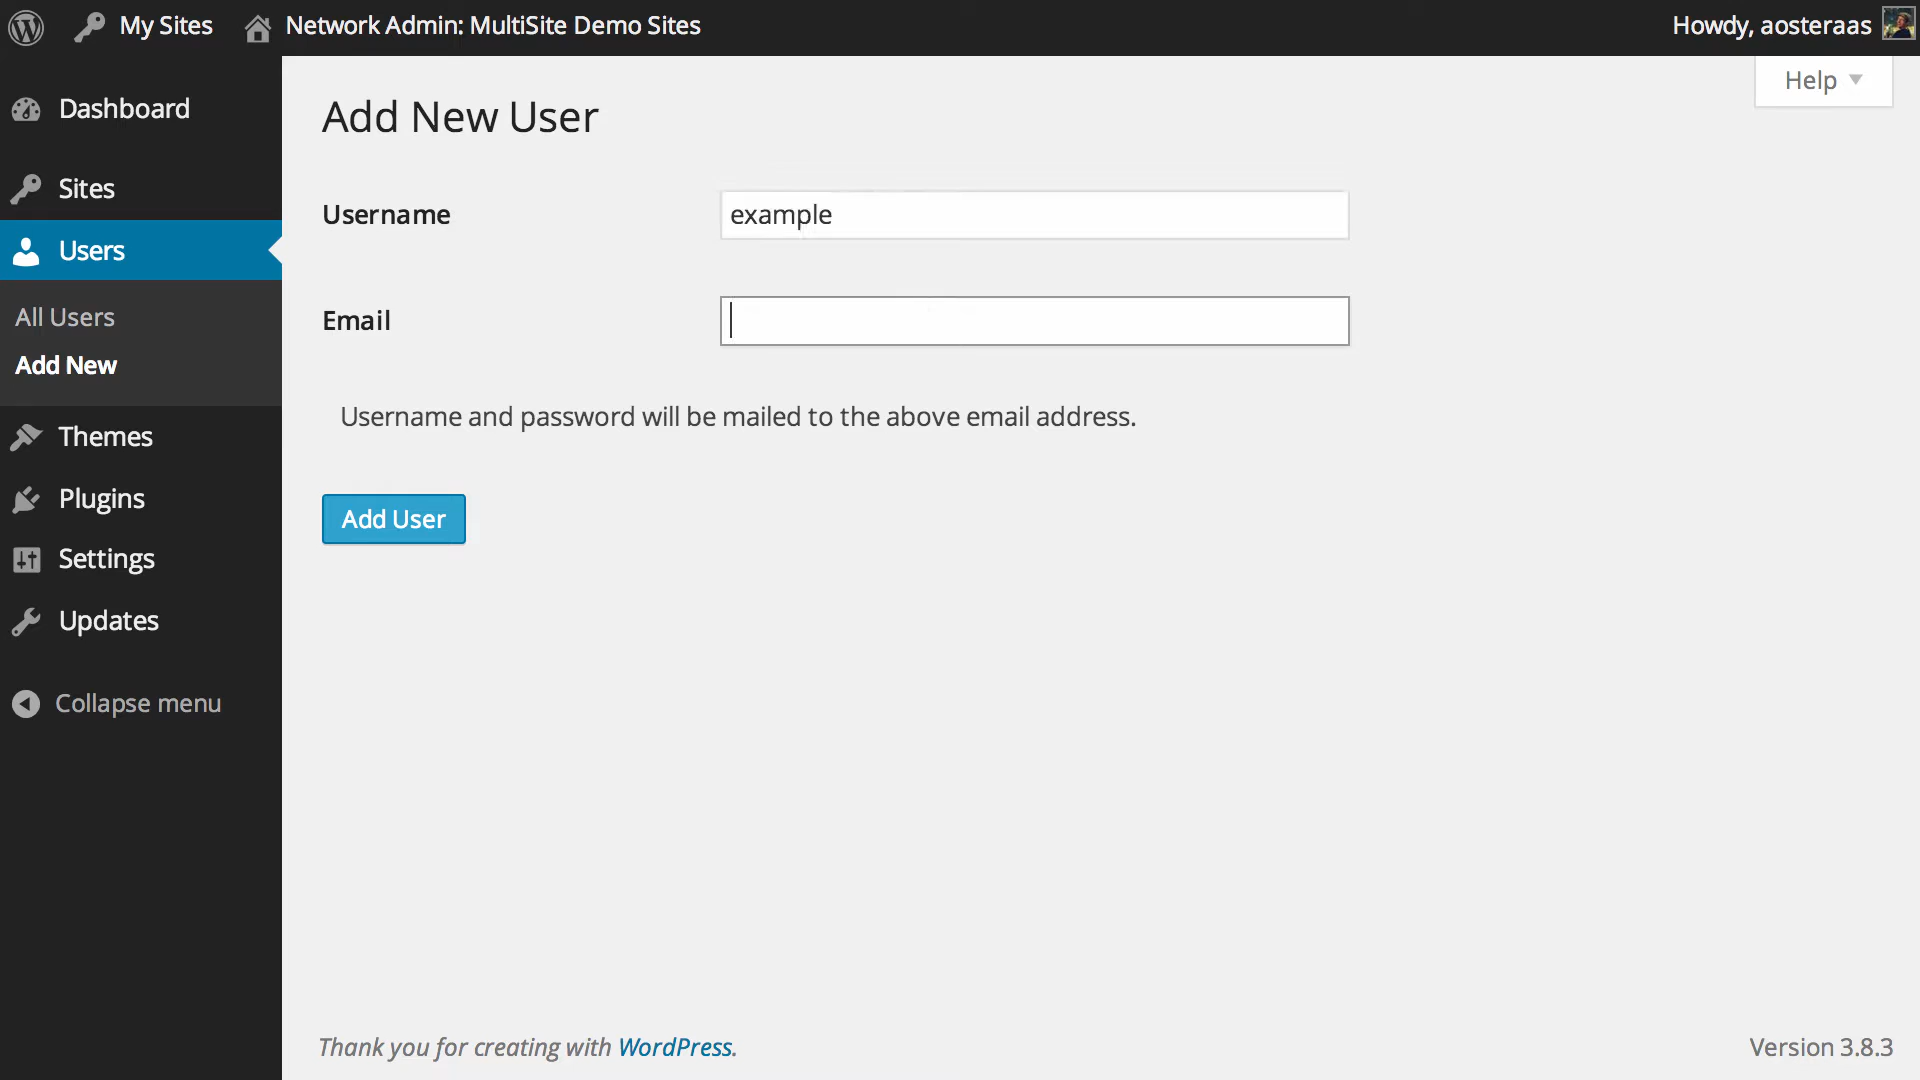 My Sites
Network Admin: MultiSite Demo Sites
Howdy, aosteraas
Help
Dashboard
Sites
Users
All Users
Add New
Themes
Plugins
Settings
Updates
Collapse menu
Add New User
Username
example
Email
Username and password will be mailed to the above email address.
Add User
Thank you for creating with WordPress.
Version 3.8.3